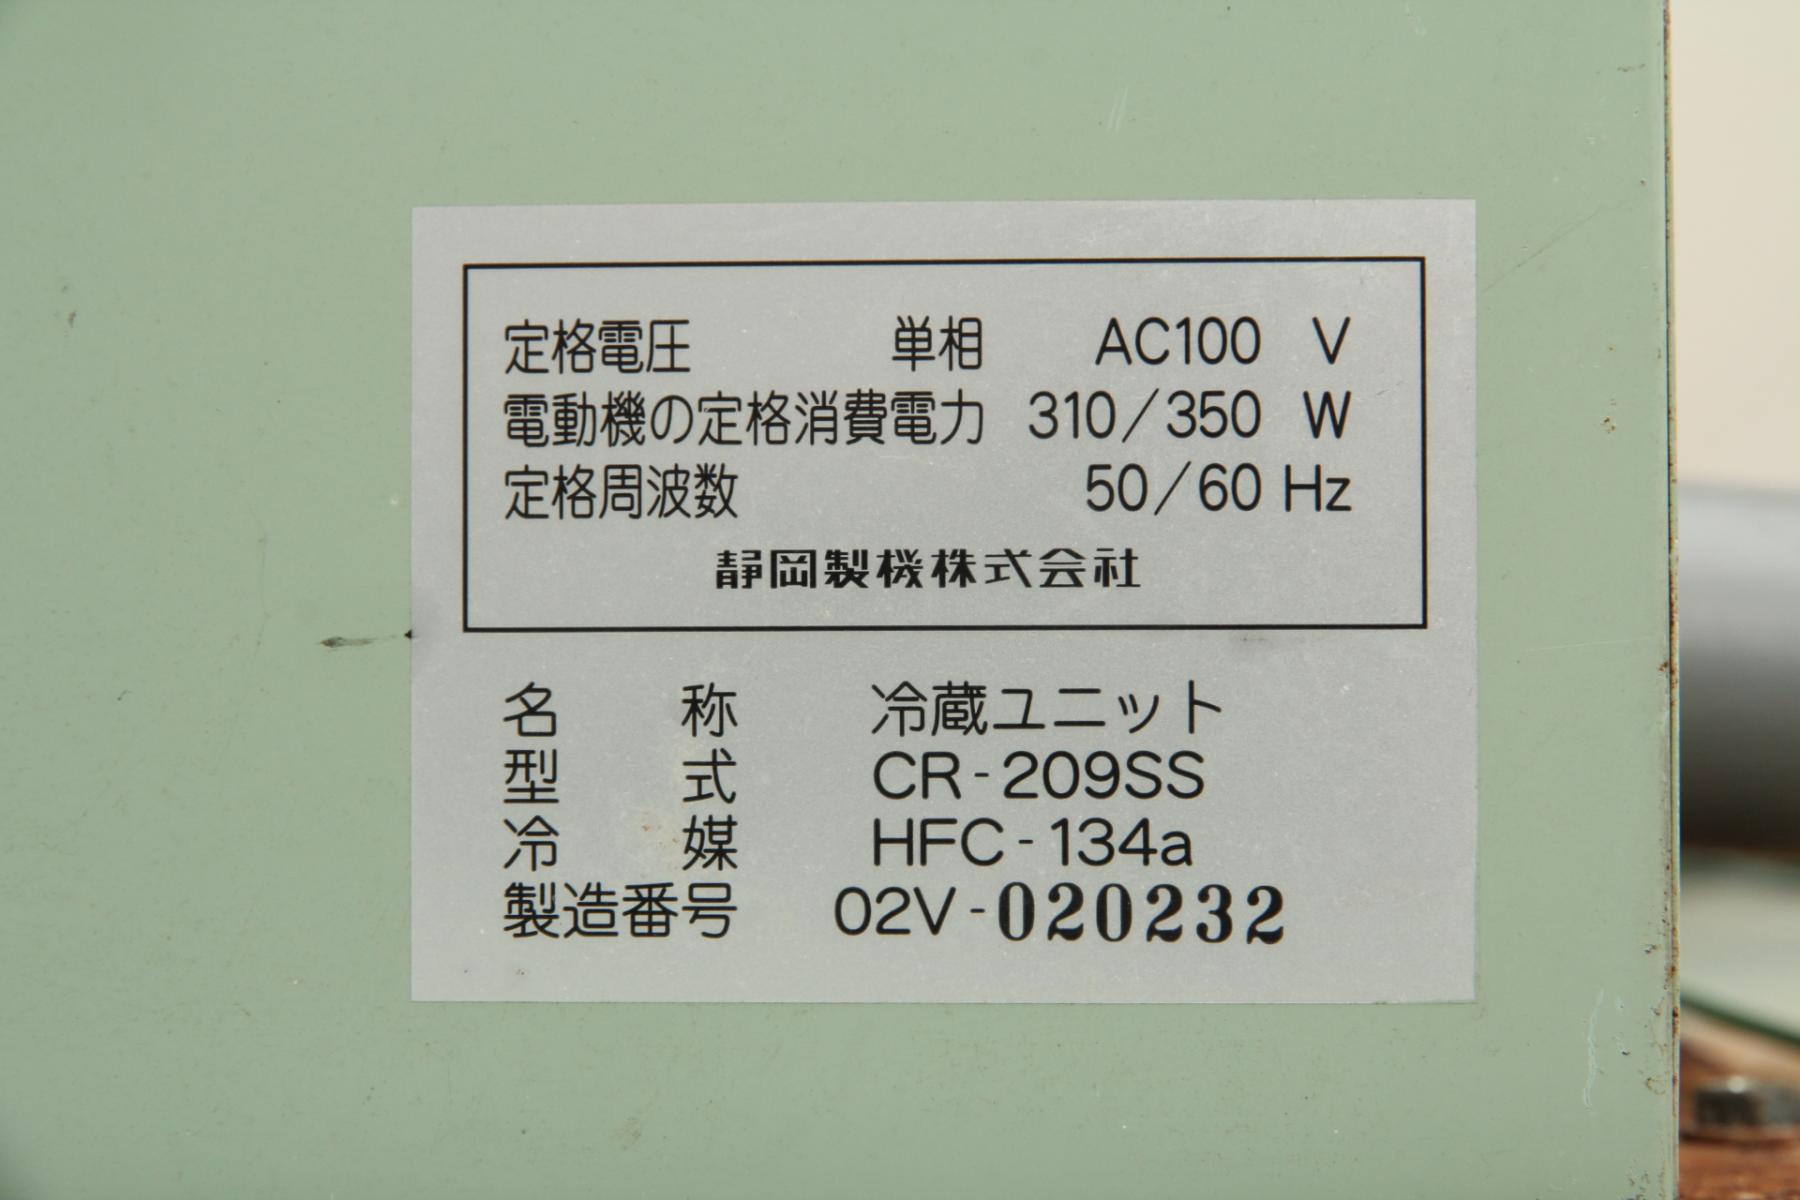 定格電圧 単相 AC100 V
電動機の定格消費電力 310/350 W
定格周波数 50/60 Hz
静岡製機株式会社
名称 冷蔵ユニット
型式 CR-209SS
冷媒 HFC-134a
製造番号 02V-020232